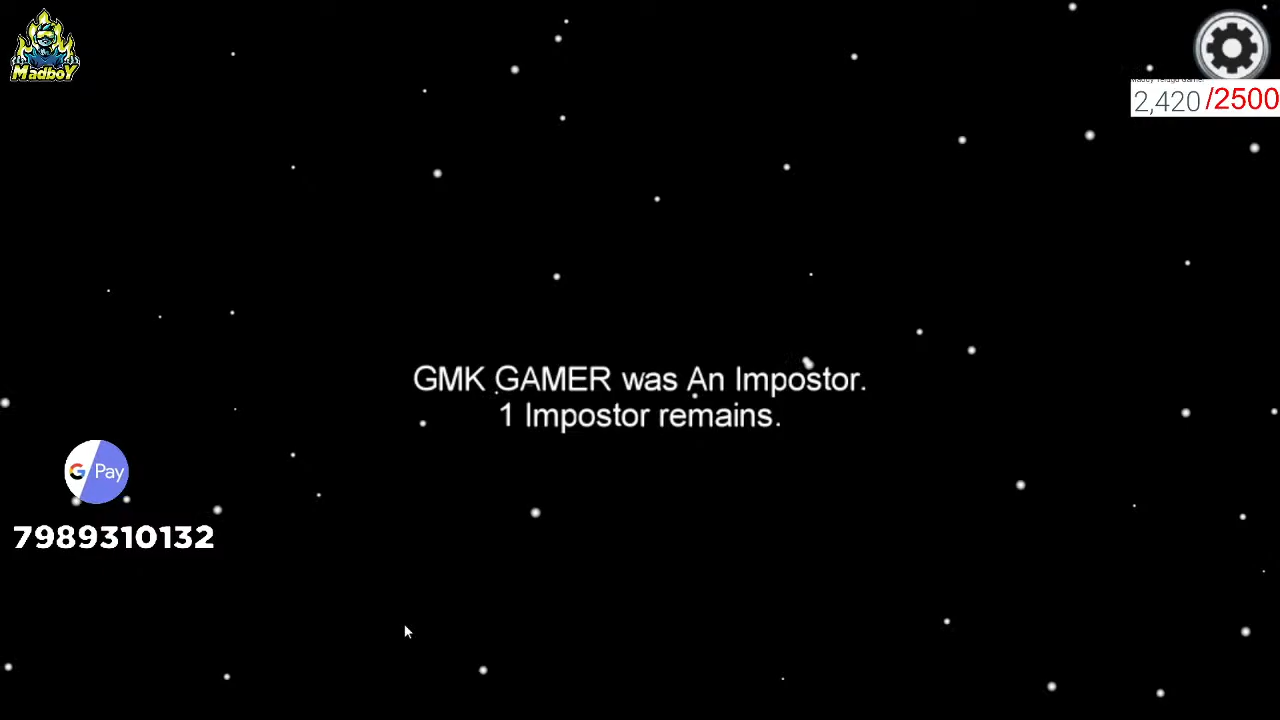 MadboY
2,420 /2500
GMK GAMER was An Impostor.
1 Impostor remains.
G Pay
7989310132